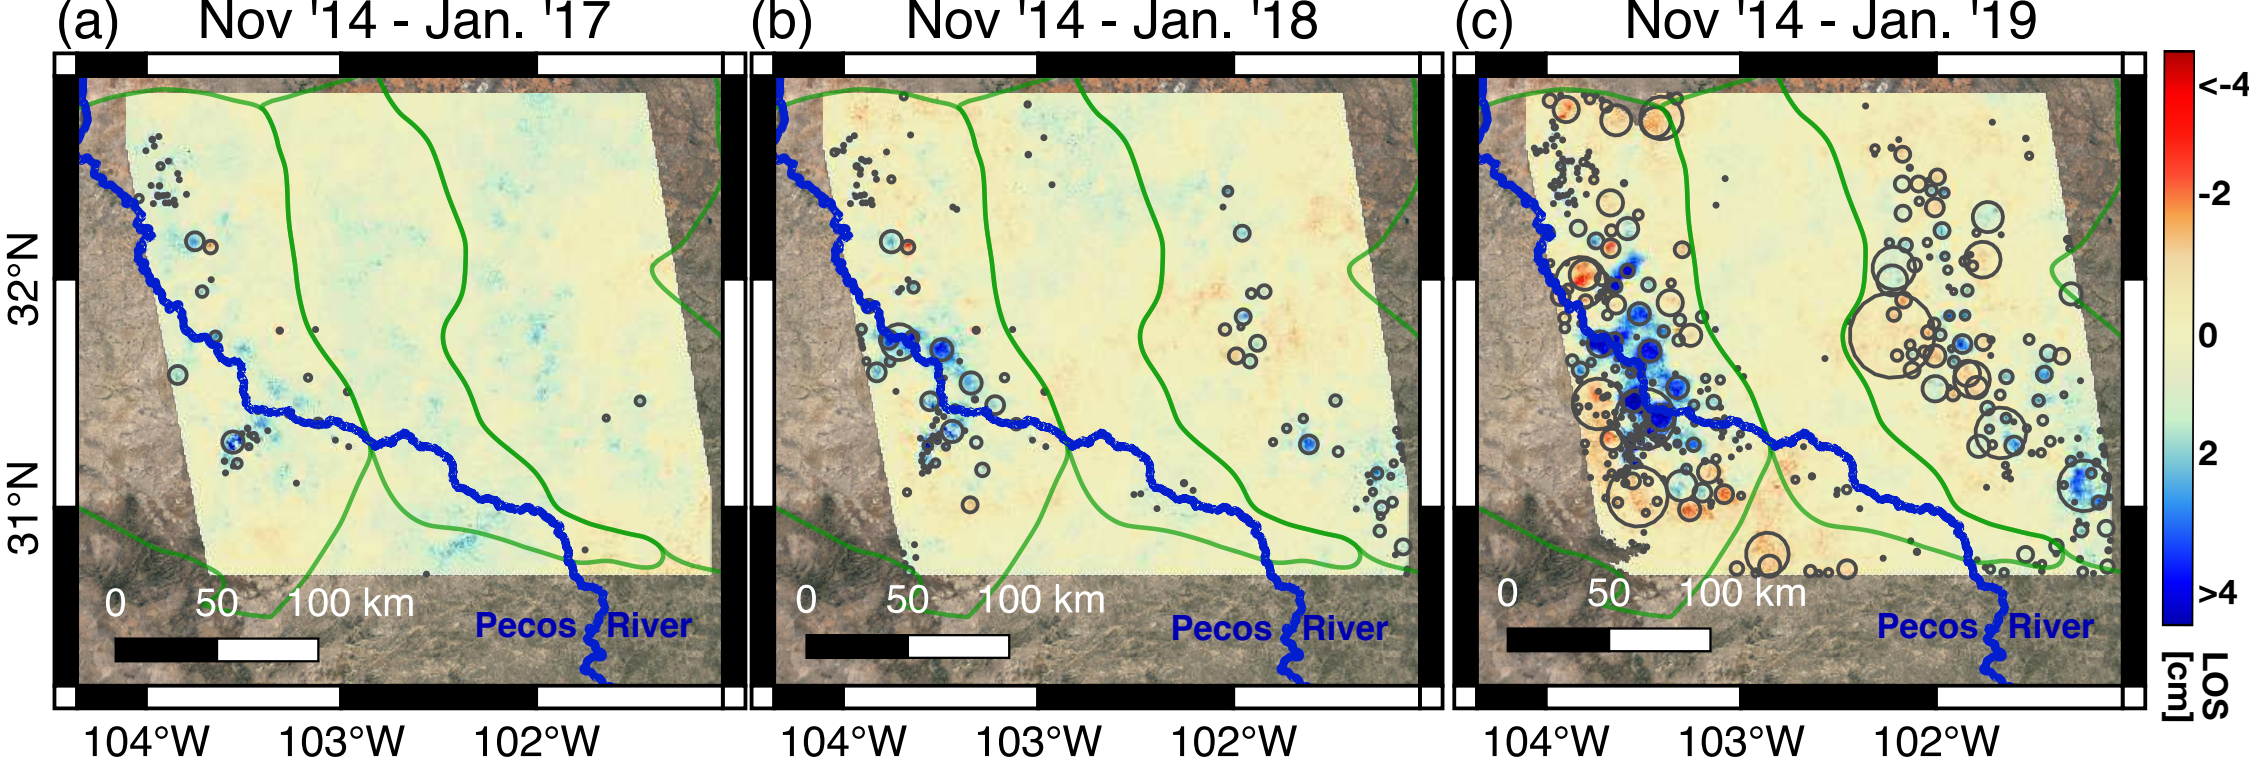 (a) Nov '14 - Jan. '17
(b) Nov '14 - Jan. '18
(c) Nov '14 - Jan. '19
32°N
31°N
0 50 100 km
Pecos River
104°W 103°W 102°W
0 50 100 km
Pecos River
104°W 103°W 102°W
0 50 100 km
Pecos River
104°W 103°W 102°W
<-4
-2
0
2
>4
LOS
[cm]